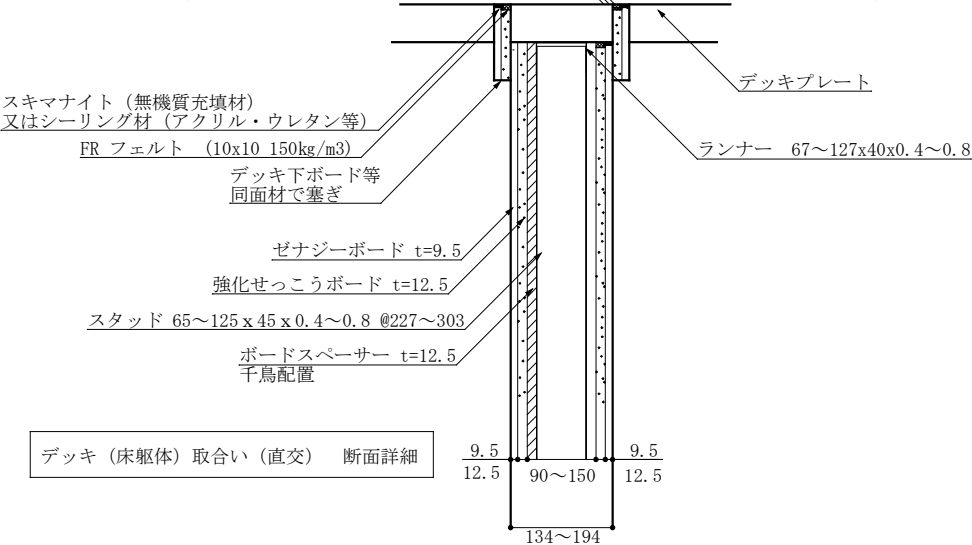 デッキプレート
スキマナイト（無機質充填材）
又はシーリング材（アクリル・ウレタン等）
FR フェルト （10x10 150kg/m3）
ランナー 67～127x40x0.4～0.8
デッキ下ボード等
同面材で塞ぎ
ゼナジーボード t=9.5
強化せっこうボード t=12.5
スタッド 65～125ｘ45ｘ0.4～0.8 @227～303
ボードスペーサー t=12.5
千鳥配置
デッキ（床躯体）取合い（直交） 断面詳細
9.5
12.5
90～150
9.5
12.5
134～194